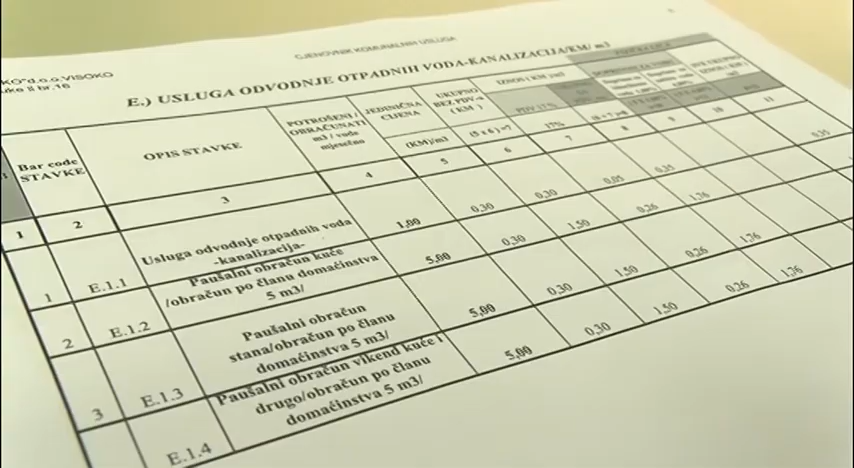 CJENOVNIK KOMUNALNIH USLUGA
KO"d.o.o.VISOKO
E.) USLUGA ODVODNJE OTPADNIH VODA-KANALIZACIJA/KM/ m3
Bar code
STAVKE
OPIS STAVKE
POTROŠENI /
OBRAČUNATI
m3 / vode
mjesečno
JEDINIČNA
CIJENA
(KM)/m3
UKUPNO
BEZ PDV-a
( KM )
(5 x 6 ) =7
IZNOS ( KM )/m3
PDV 17%
17%
1 2 3 4 5 6 7 8 9 10 11
1 E.1.1 Usluga odvodnje otpadnih voda
-kanalizacija-
1,00 0,30 0,30 0,05 0,35 0,35
2 E.1.2 Paušalni obračun kuće
/obračun po članu domaćinstva
5 m3/
5,00 0,30 1,50 0,26 1,76
3 E.1.3 Paušalni obračun
stana/obračun po članu
domaćinstva 5 m3/
5,00 0,30 1,50 0,26 1,76
E.1.4 Paušalni obračun vikend kuće i
drugo/obračun po članu
domaćinstva 5 m3/
5,00 0,30 1,50 0,26 1,76